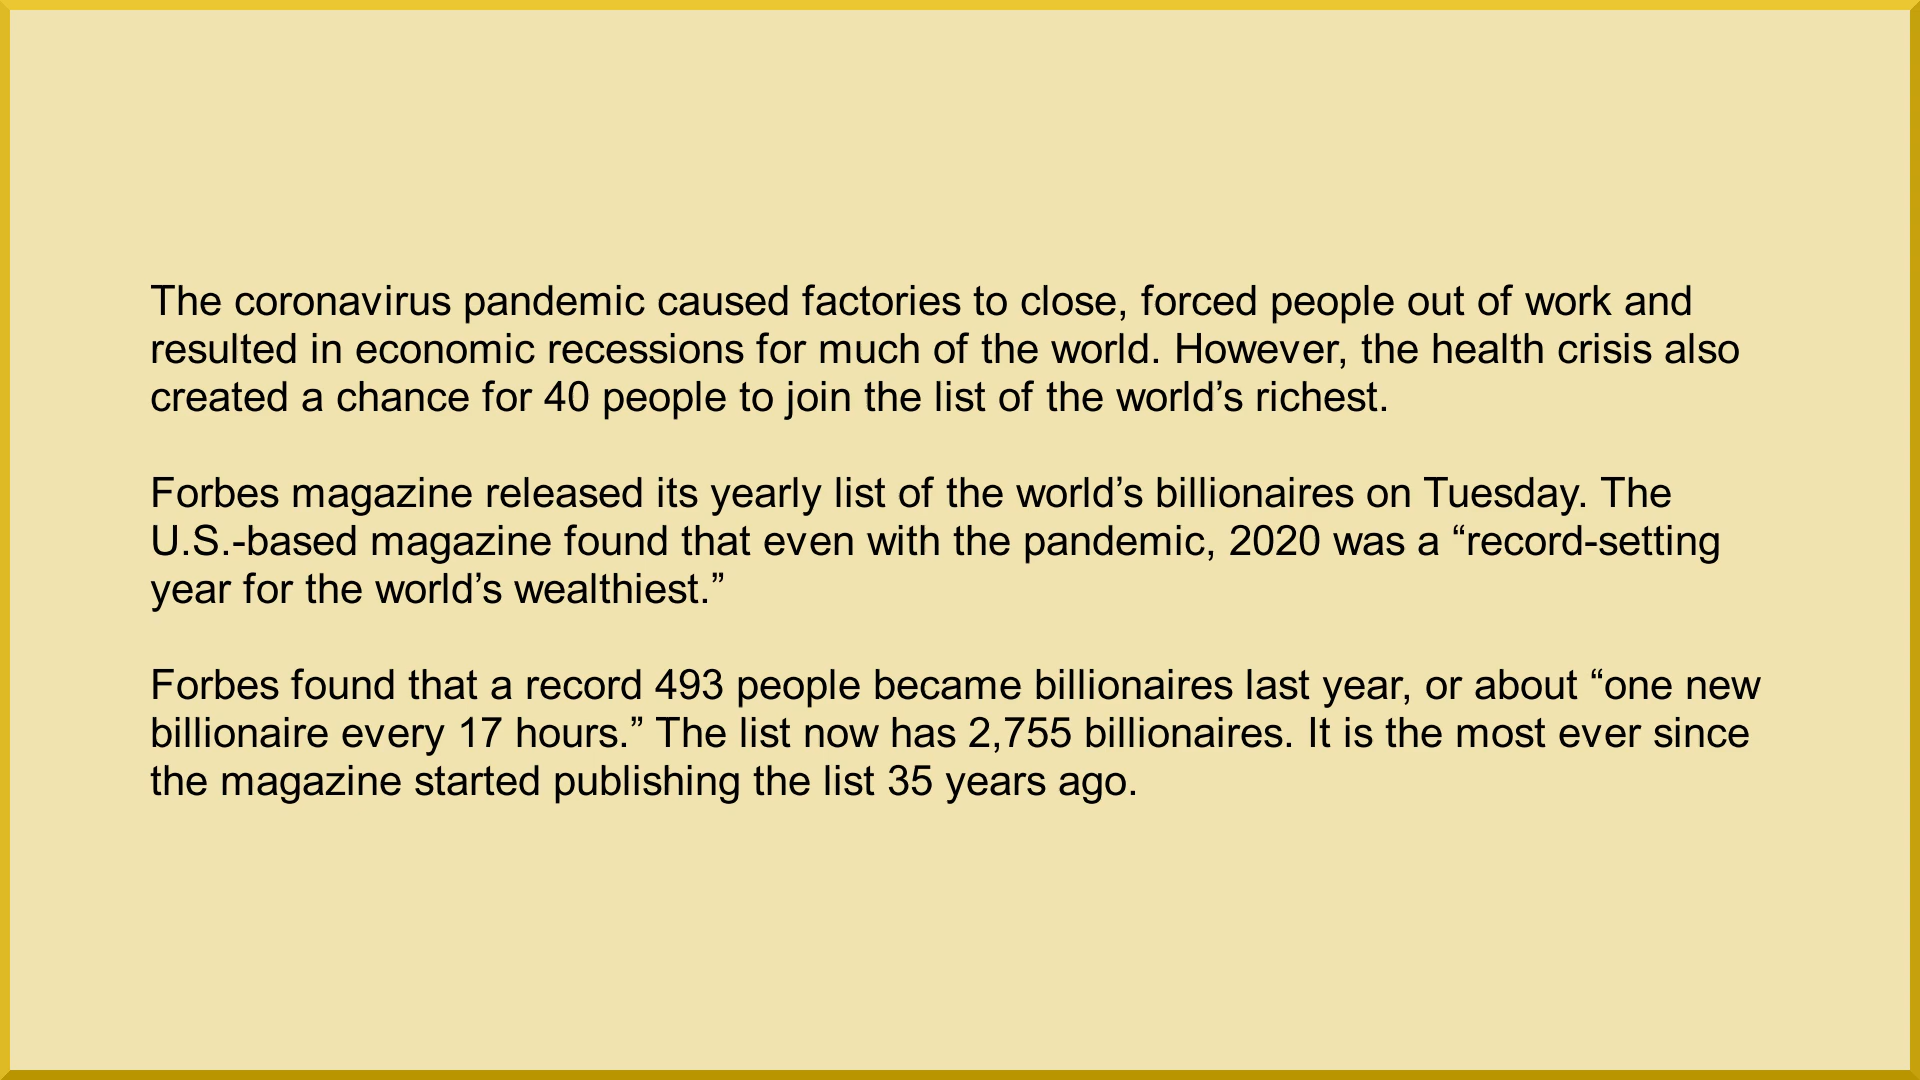 The coronavirus pandemic caused factories to close, forced people out of work and
resulted in economic recessions for much of the world. However, the health crisis also
created a chance for 40 people to join the list of the world’s richest.
Forbes magazine released its yearly list of the world’s billionaires on Tuesday. The
U.S.-based magazine found that even with the pandemic, 2020 was a “record-setting
year for the world’s wealthiest.”
Forbes found that a record 493 people became billionaires last year, or about “one new
billionaire every 17 hours.” The list now has 2,755 billionaires. It is the most ever since
the magazine started publishing the list 35 years ago.